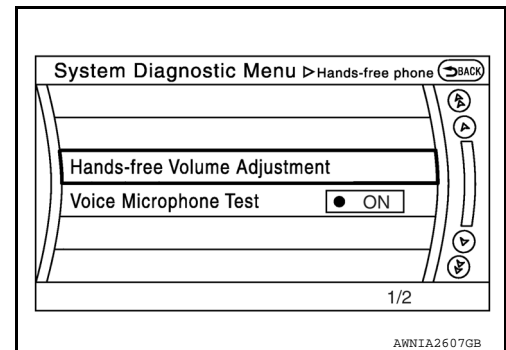 System Diagnostic Menu ▷Hands-free phone BACK
Hands-free Volume Adjustment
Voice Microphone Test ● ON
1/2
AWNIA2607GB